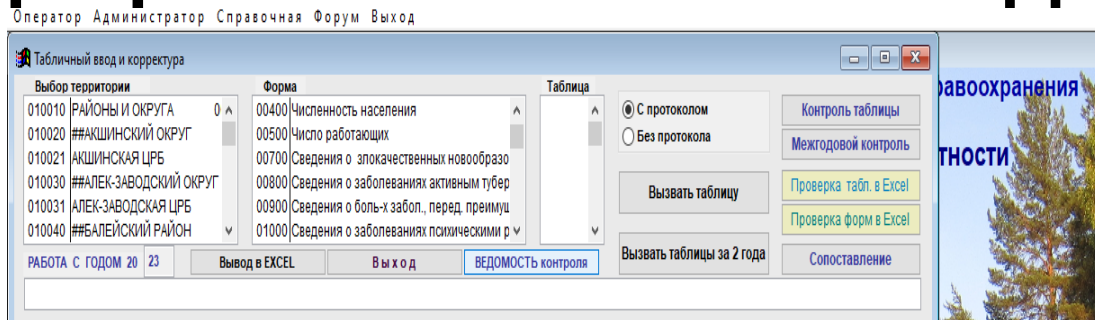 Оператор Администратор Справочная Форум Выход
Табличный ввод и корректура
Выбор территории Форма Таблица
010010 РАЙОНЫ И ОКРУГА 0
010020 ##АКШИНСКИЙ ОКРУГ
010021 АКШИНСКАЯ ЦРБ
010030 ##АЛЕК-ЗАВОДСКИЙ ОКРУГ
010031 АЛЕК-ЗАВОДСКАЯ ЦРБ
010040 ##БАЛЕЙСКИЙ РАЙОН
00400 Численность населения
00500 Число работающих
00700 Сведения о злокачественных новообразо
00800 Сведения о заболеваниях активным тубер
00900 Сведения о боль-х забол., перед. преимущ
01000 Сведения о заболеваниях психическими р
С протоколом
Без протокола
Вызвать таблицу
Вызвать таблицы за 2 года
Контроль таблицы
Межгодовой контроль
Проверка табл. в Excel
Проверка форм в Excel
Сопоставление
РАБОТА С ГОДОМ 20 23 Вывод в EXCEL Выход ВЕДОМОСТЬ контроля
равоохранения
тности